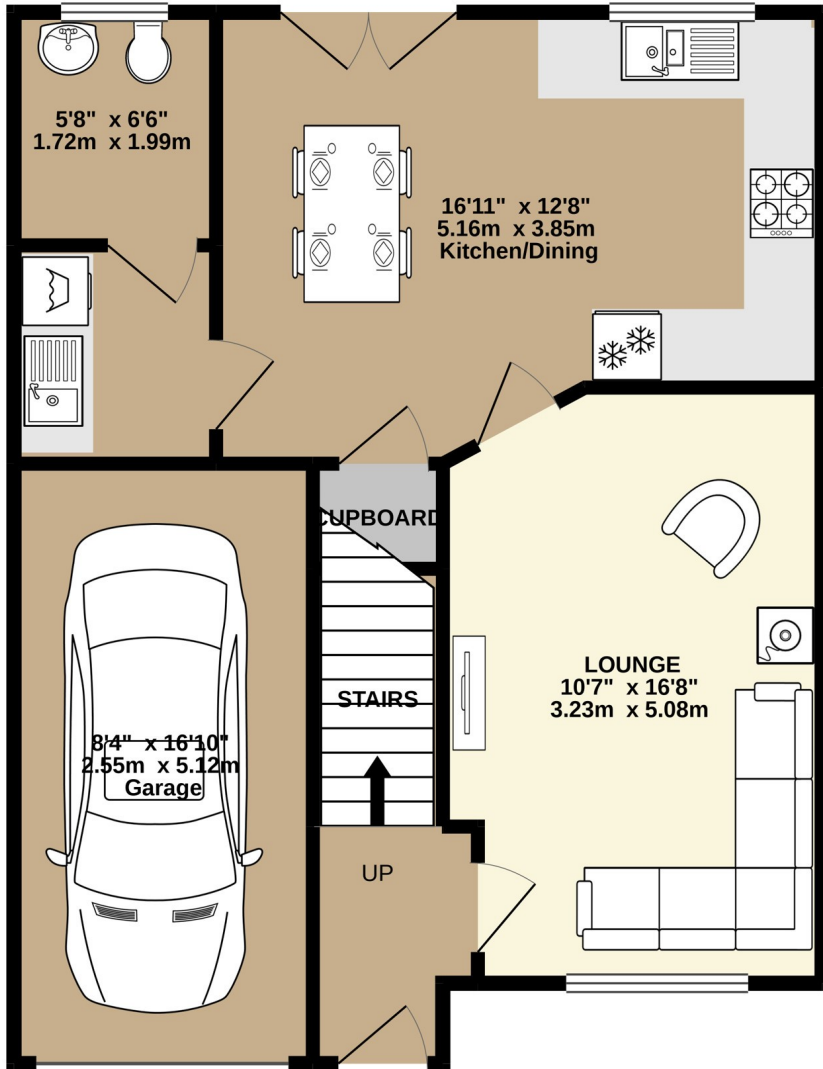 5'8" x 6'6"
1.72m x 1.99m
16'11" x 12'8"
5.16m x 3.85m
Kitchen/Dining
CUPBOARD
LOUNGE
10'7" x 16'8"
3.23m x 5.08m
STAIRS
8'4" x 16'10"
2.55m x 5.12m
Garage
UP